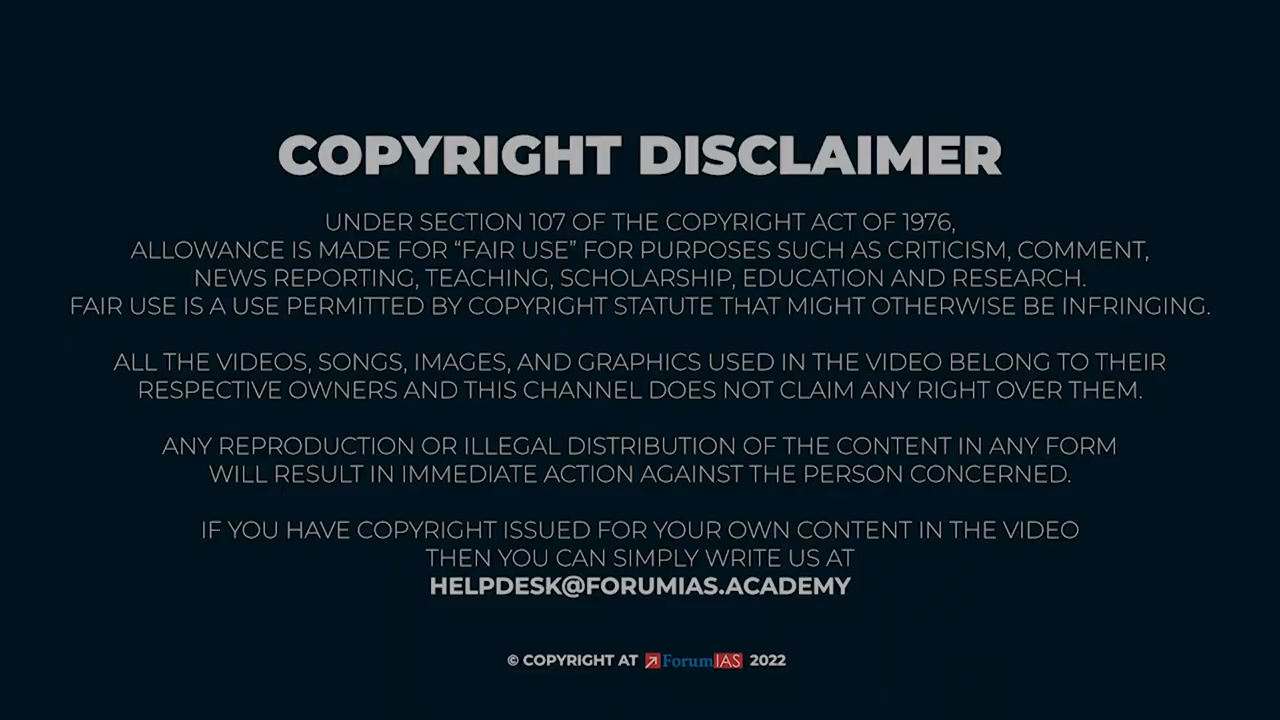 COPYRIGHT DISCLAIMER
UNDER SECTION 107 OF THE COPYRIGHT ACT OF 1976,
ALLOWANCE IS MADE FOR “FAIR USE” FOR PURPOSES SUCH AS CRITICISM, COMMENT,
NEWS REPORTING, TEACHING, SCHOLARSHIP, EDUCATION AND RESEARCH.
FAIR USE IS A USE PERMITTED BY COPYRIGHT STATUTE THAT MIGHT OTHERWISE BE INFRINGING.
ALL THE VIDEOS, SONGS, IMAGES, AND GRAPHICS USED IN THE VIDEO BELONG TO THEIR
RESPECTIVE OWNERS AND THIS CHANNEL DOES NOT CLAIM ANY RIGHT OVER THEM.
ANY REPRODUCTION OR ILLEGAL DISTRIBUTION OF THE CONTENT IN ANY FORM
WILL RESULT IN IMMEDIATE ACTION AGAINST THE PERSON CONCERNED.
IF YOU HAVE COPYRIGHT ISSUED FOR YOUR OWN CONTENT IN THE VIDEO
THEN YOU CAN SIMPLY WRITE US AT
HELPDESK@FORUMIAS.ACADEMY
© COPYRIGHT AT ForumIAS 2022